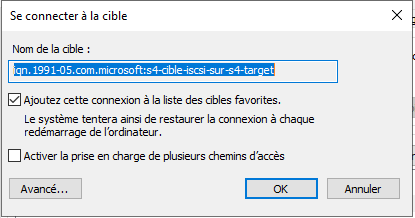 Se connecter à la cible
Nom de la cible :
iqn.1991-05.com.microsoft:s4-cible-iscsi-sur-s4-target
Ajoutez cette connexion à la liste des cibles favorites.
Le système tentera ainsi de restaurer la connexion à chaque
redémarrage de l'ordinateur.
Activer la prise en charge de plusieurs chemins d'accès
Avancé...
OK
Annuler